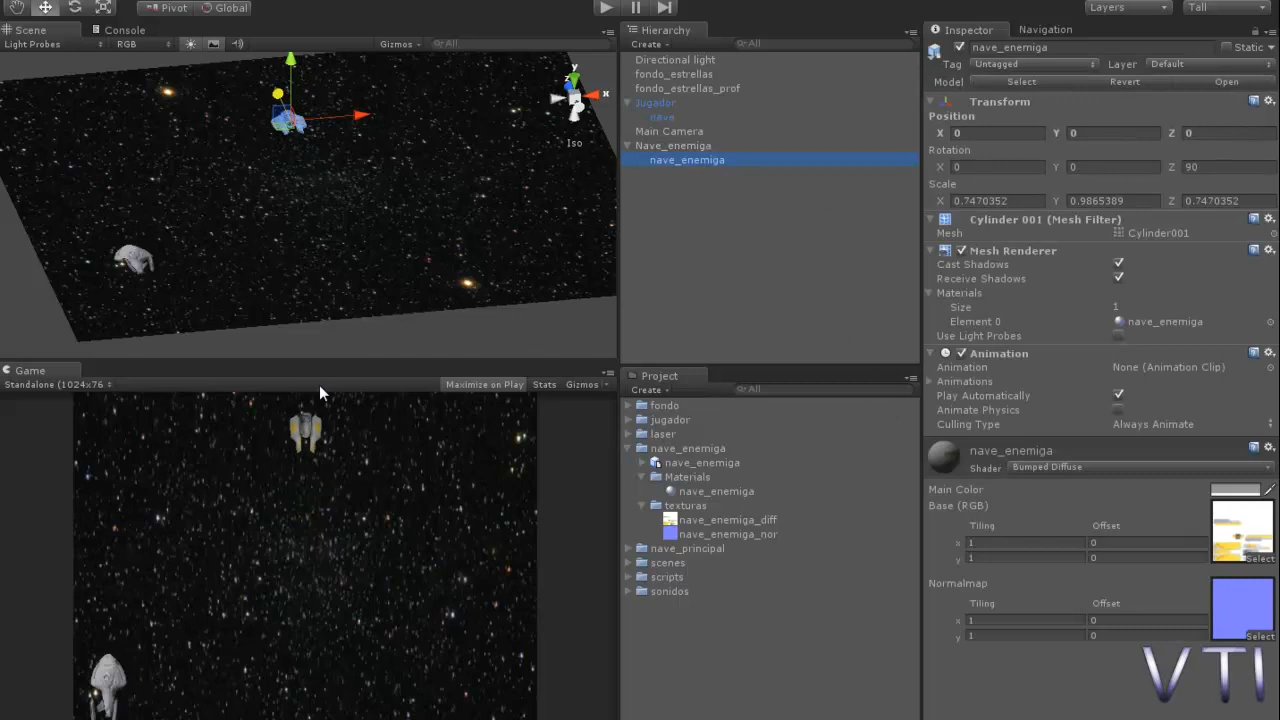 Pivot Global Layers Tall
Scene Console
Light Probes RGB Gizmos All
y
z
x
Iso
Game
Standalone (1024x76 Maximize on Play Stats Gizmos
Hierarchy
Create All
Directional light
fondo_estrellas
fondo_estrellas_prof
Jugador
nave
Main Camera
Nave_enemiga
nave_enemiga
Project
Create All
fondo
jugador
laser
nave_enemiga
nave_enemiga
Materials
nave_enemiga
texturas
nave_enemiga_diff
nave_enemiga_nor
nave_principal
scenes
scripts
sonidos
Inspector Navigation
nave_enemiga Static
Tag Untagged Layer Default
Model Select Revert Open
Transform
Position
X 0 Y 0 Z 0
Rotation
X 0 Y 0 Z 90
Scale
X 0.7470352 Y 0.9865389 Z 0.7470352
Cylinder 001 (Mesh Filter)
Mesh Cylinder001
Mesh Renderer
Cast Shadows
Receive Shadows
Materials
Size 1
Element 0 nave_enemiga
Use Light Probes
Animation
Animation None (Animation Clip)
Animations
Play Automatically
Animate Physics
Culling Type Always Animate
nave_enemiga
Shader Bumped Diffuse
Main Color
Base (RGB)
Tiling Offset
x 1 0
y 1 0
Select
Normalmap
Tiling Offset
x 1 0
y 1 0
Select
VTI